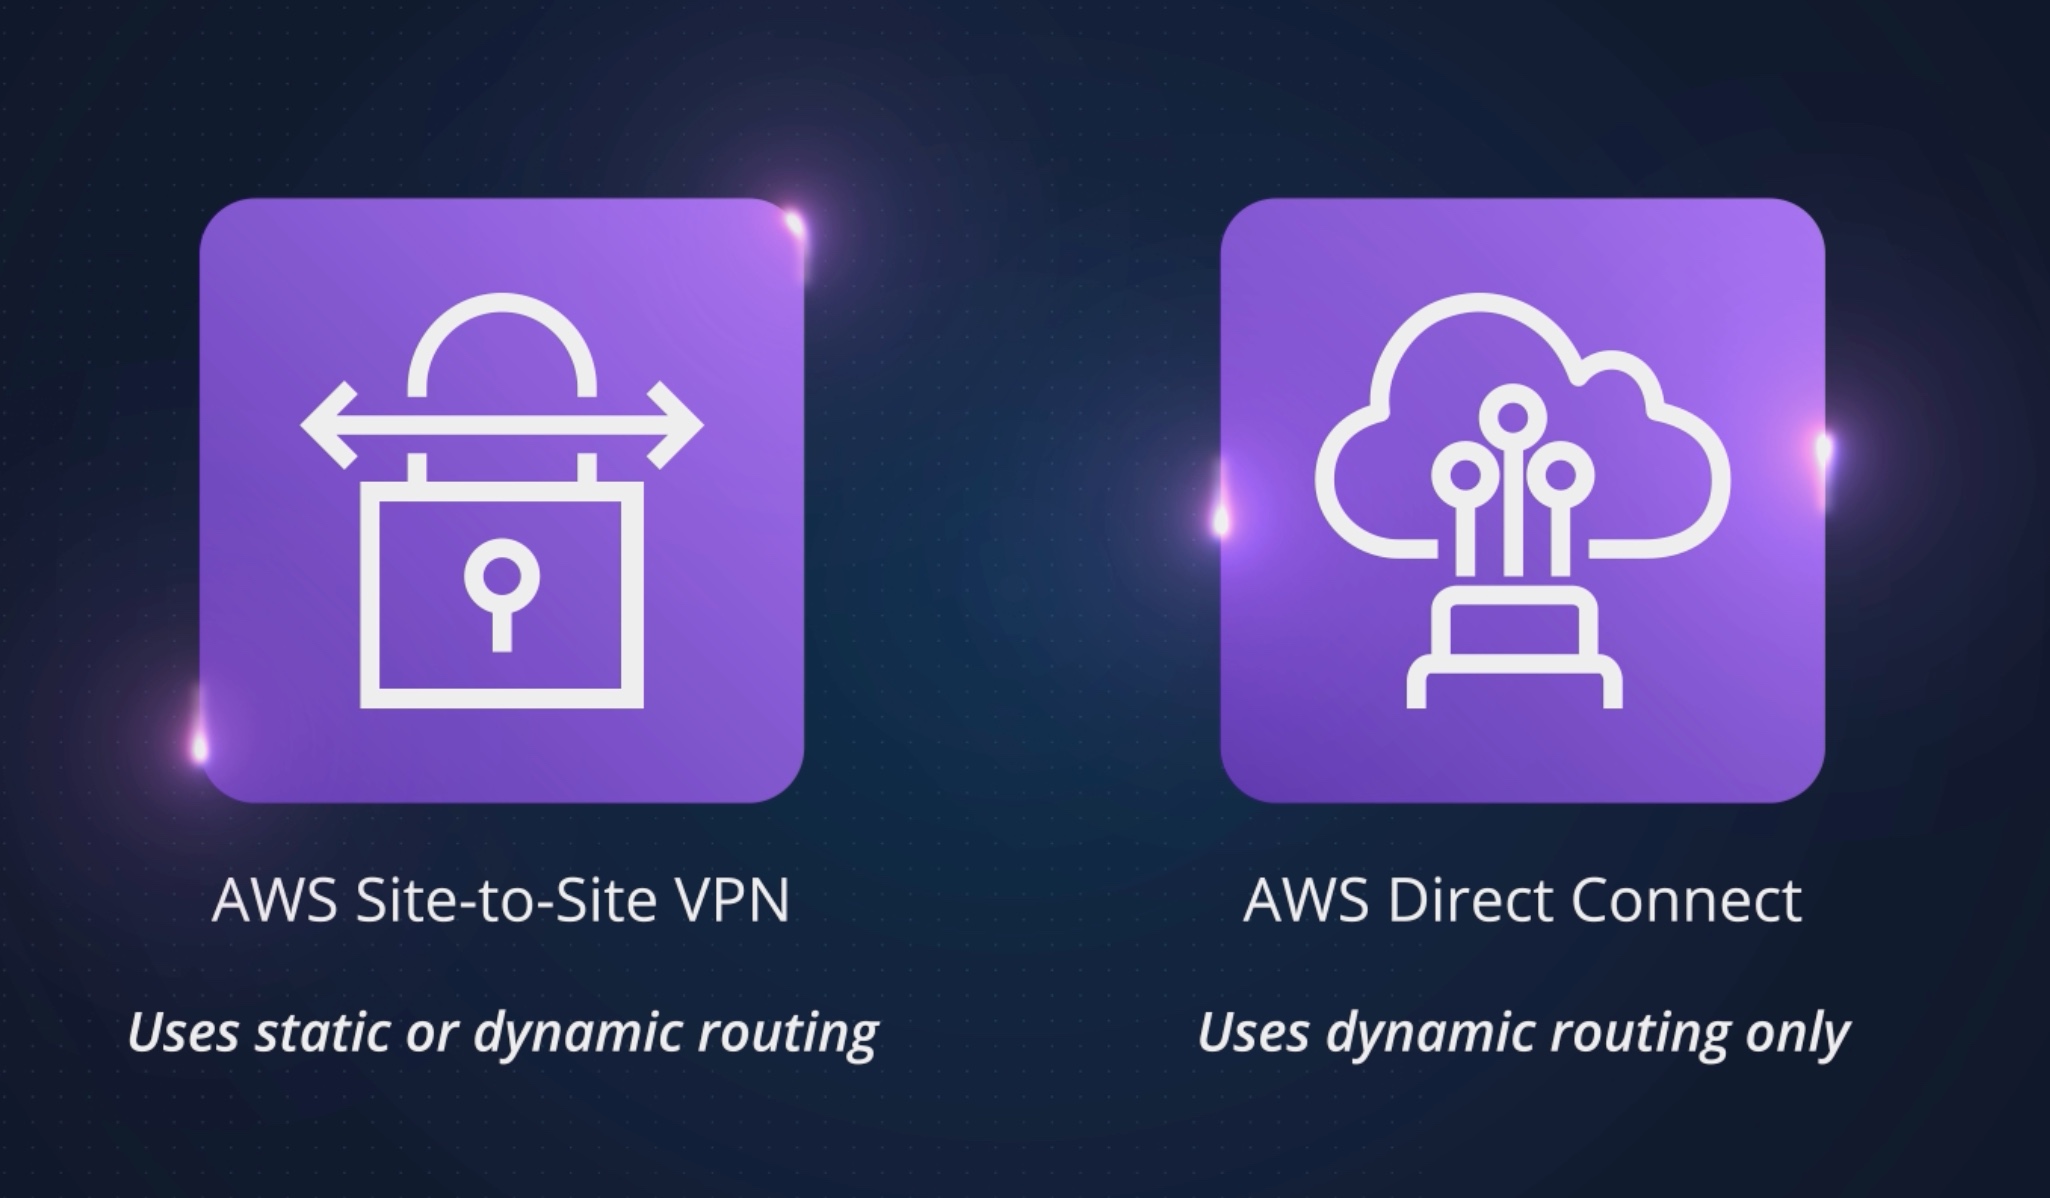 AWS Site-to-Site VPN
Uses static or dynamic routing
AWS Direct Connect
Uses dynamic routing only